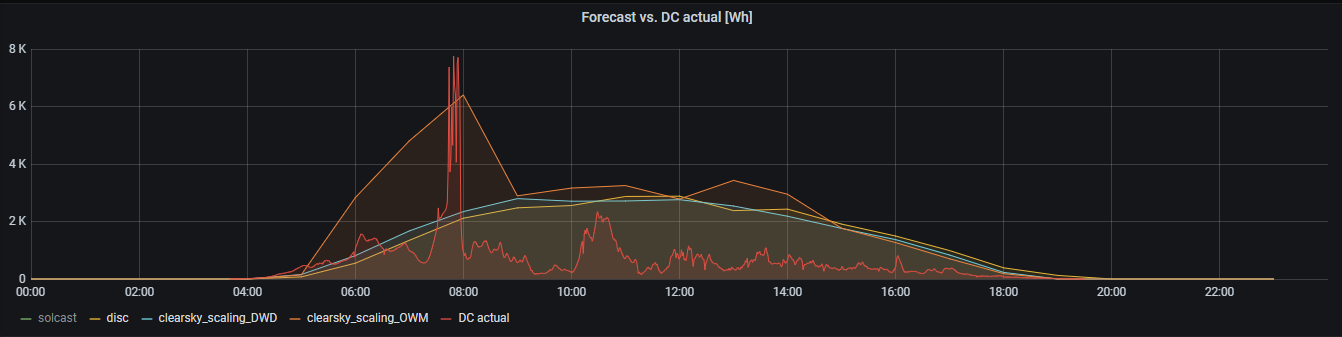 Forecast vs. DC actual [Wh]
8 K
6 K
4 K
2 K
0
00:00 02:00 04:00 06:00 08:00 10:00 12:00 14:00 16:00 18:00 20:00 22:00
solcast disc clearsky_scaling_DWD clearsky_scaling_OWM DC actual